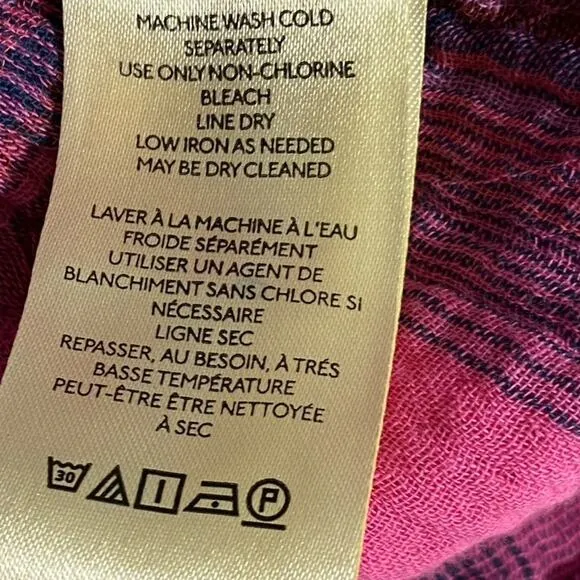 MACHINE WASH COLD
SEPARATELY
USE ONLY NON-CHLORINE
BLEACH
LINE DRY
LOW IRON AS NEEDED
MAY BE DRY CLEANED
LAVER À LA MACHINE À L'EAU
FROIDE SÉPARÉMENT
UTILISER UN AGENT DE
BLANCHIMENT SANS CHLORE SI
NÉCESSAIRE
LIGNE SEC
REPASSER, AU BESOIN, À TRÉS
BASSE TEMPÉRATURE
PEUT-ÊTRE ÊTRE NETTOYÉE
À SEC
30 P